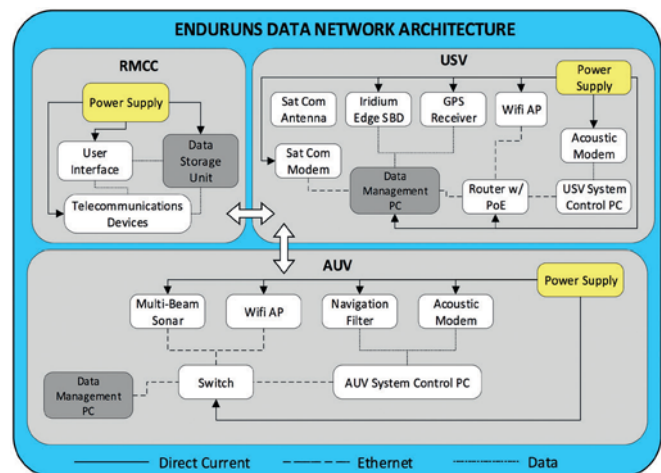 ENDURUNS DATA NETWORK ARCHITECTURE
RMCC
Power Supply
User
Interface
Data
Storage
Unit
Telecommunications
Devices
USV
Sat Com
Antenna
Iridium
Edge SBD
GPS
Receiver
Wifi AP
Power
Supply
Sat Com
Modem
Data
Management
PC
Router w/
PoE
Acoustic
Modem
USV System
Control PC
AUV
Multi-Beam
Sonar
Wifi AP
Navigation
Filter
Acoustic
Modem
Power Supply
Data
Management
PC
Switch
AUV System Control PC
Direct Current
Ethernet
Data